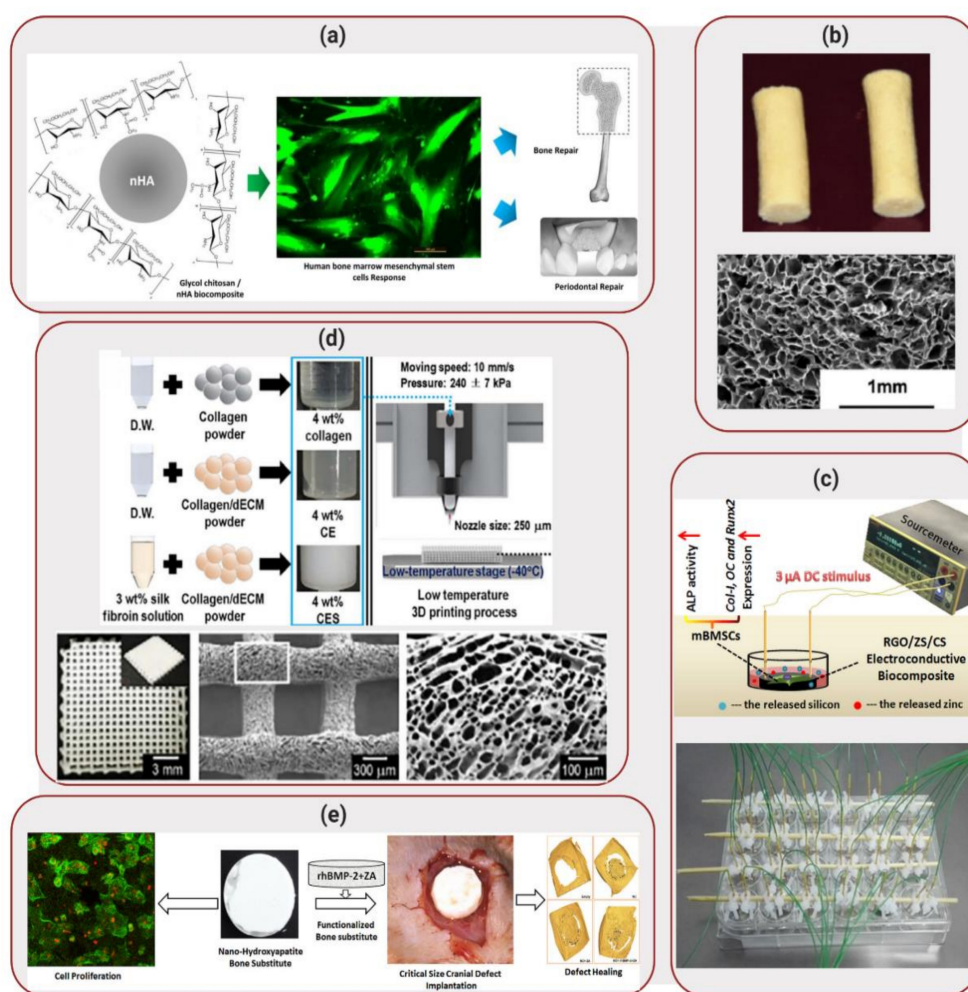 (a)
nHA
Glycol chitosan /
nHA biocomposite
Human bone marrow mesenchymal stem
cells Response
Bone Repair
Periodontal Repair
(b)
1mm
(d)
D.W.
Collagen
powder
4 wt%
collagen
D.W.
Collagen/dECM
powder
4 wt%
CE
3 wt% silk
fibroin solution
Collagen/dECM
powder
4 wt%
CES
Moving speed: 10 mm/s
Pressure: 240 ± 7 kPa
Nozzle size: 250 μm
Low-temperature stage (-40°C)
Low temperature
3D printing process
3 mm
300 μm
100 μm
(c)
ALP activity
Col-I, OC and Runx2
Expression
mBMSCs
Sourcemeter
3 μA DC stimulus
RGO/ZS/CS
Electroconductive
Biocomposite
--- the released silicon
--- the released zinc
(e)
Cell Proliferation
Nano-Hydroxyapatite
Bone Substitute
rhBMP-2+ZA
Functionalized
Bone substitute
Critical Size Cranial Defect
Implantation
Defect Healing